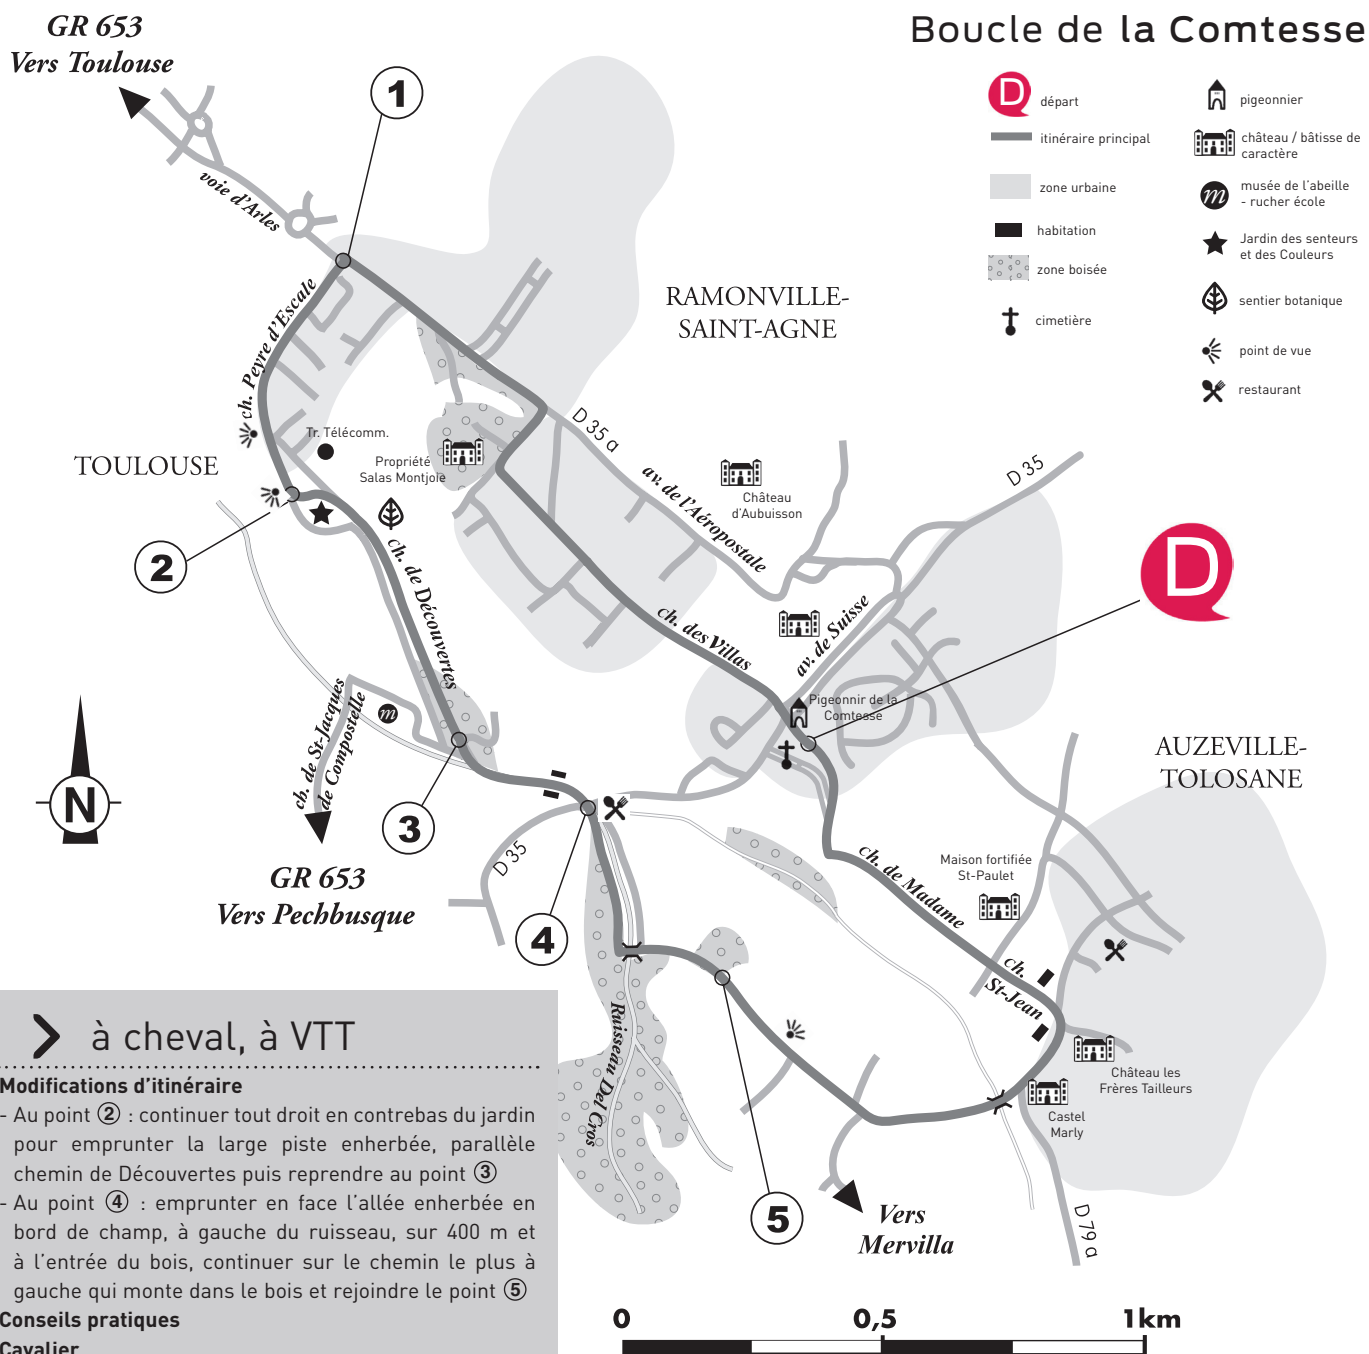 GR 653
Vers Toulouse
Boucle de la Comtesse
D
départ
itinéraire principal
zone urbaine
habitation
zone boisée
cimetière
pigeonnier
château / bâtisse de
caractère
m
musée de l'abeille
- rucher école
Jardin des senteurs
et des Couleurs
sentier botanique
point de vue
restaurant
1
voie d'Arles
ch. Peyre d'Escale
RAMONVILLE-
SAINT-AGNE
TOULOUSE
Tr. Télécomm.
Propriété
Salas Montjoie
D 35 a
av. de l'Aéropostale
Château
d'Aubuisson
D 35
2
ch. de Découvertes
ch. des Villas
av. de Suisse
D
Pigeonnir de la
Comtesse
m
ch. de St-Jacques
de Compostelle
N
3
GR 653
Vers Pechbusque
D 35
4
AUZEVILLE-
TOLOSANE
ch. de Madame
Maison fortifiée
St-Paulet
ch.
St-Jean
Ruisseau Del Cros
Château les
Frères Tailleurs
Castel
Marly
5
Vers
Mervilla
D 79 a
à cheval, à VTT
Modifications d'itinéraire
- Au point 2 : continuer tout droit en contrebas du jardin
pour emprunter la large piste enherbée, parallèle
chemin de Découvertes puis reprendre au point 3
- Au point 4 : emprunter en face l'allée enherbée en
bord de champ, à gauche du ruisseau, sur 400 m et
à l'entrée du bois, continuer sur le chemin le plus à
gauche qui monte dans le bois et rejoindre le point 5
Conseils pratiques
Cavalier
0 0,5 1km